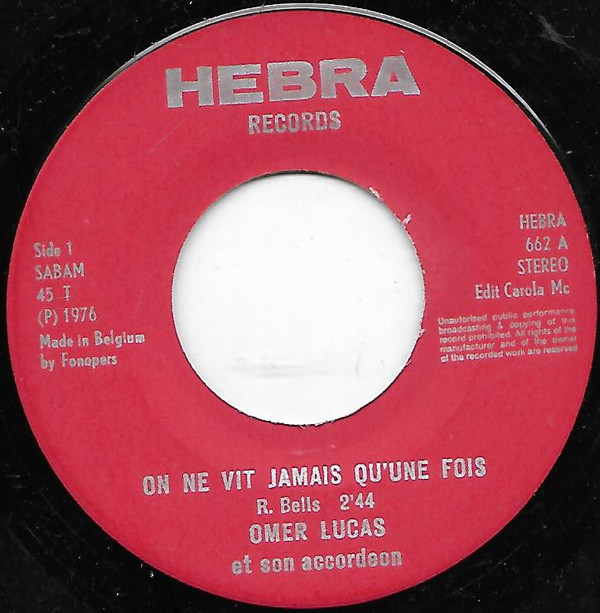 HEBRA
RECORDS
Side 1
SABAM
45 T
(P) 1976
Made in Belgium
by Fonopers
HEBRA
662 A
STEREO
Edit Carola Mc
Unautorised public performance
broadcasting & copying of this
record prohibited. All rights of the
manufacturer and of the owner
of the recorded work are reserved
ON NE VIT JAMAIS QU'UNE FOIS
R. Bells 2'44
OMER LUCAS
et son accordeon